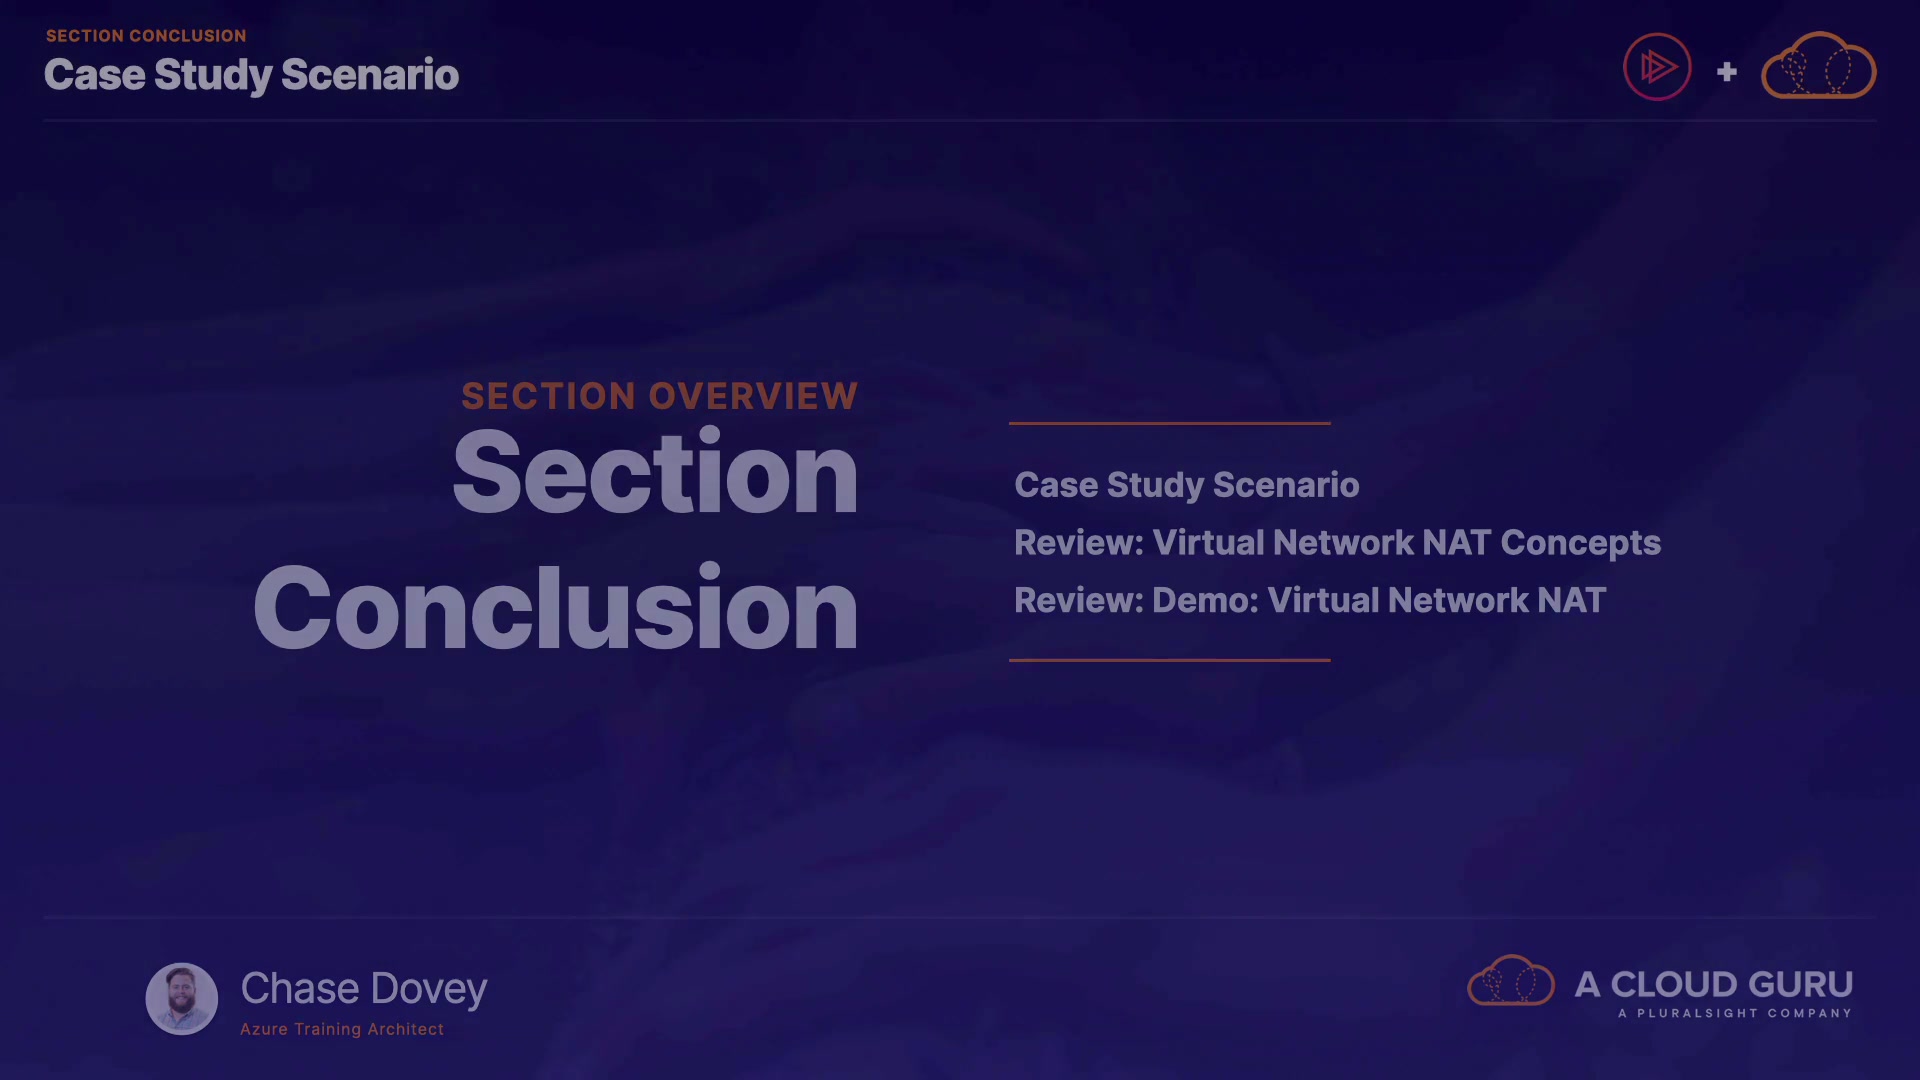 SECTION CONCLUSION
Case Study Scenario
SECTION OVERVIEW
Section
Conclusion
Case Study Scenario
Review: Virtual Network NAT Concepts
Review: Demo: Virtual Network NAT
Chase Dovey
Azure Training Architect
A CLOUD GURU
A PLURALSIGHT COMPANY